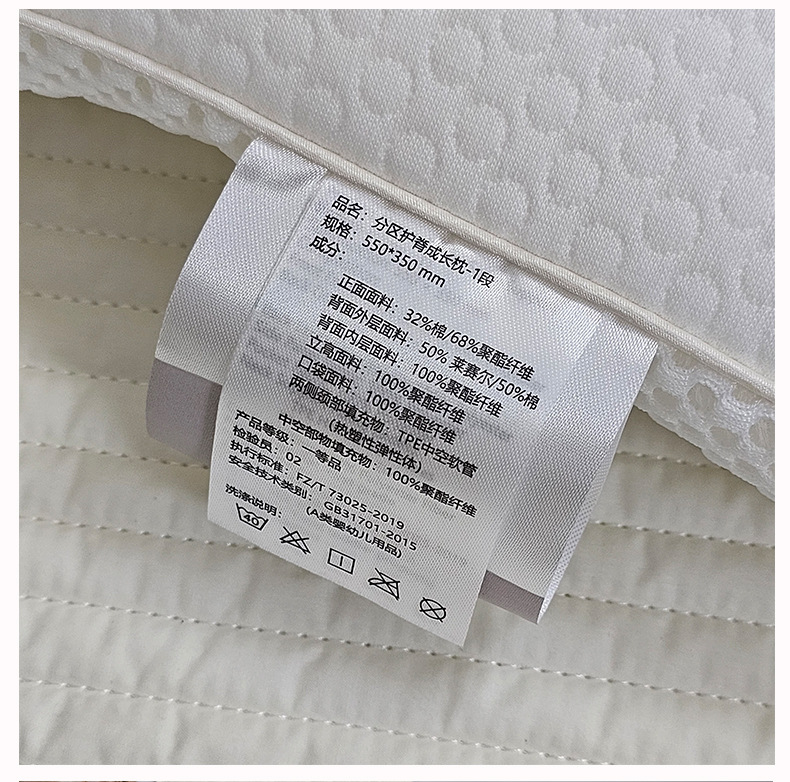 品名：分区护脊成长枕-1段
规格：550*350 mm
成分：
正面面料：32%棉/68%聚酯纤维
背面外层面料：50% 莱赛尔/50%棉
背面内层面料：100%聚酯纤维
立高面料：100%聚酯纤维
口袋面料：100%聚酯纤维
两侧颈部填充物：TPE中空软管
(热塑性弹性体)
中空部物填充物：100%聚酯纤维
产品等级：一等品
检验员：02
执行标准：FZ/T 73025-2019
安全技术类别：GB31701-2015
(A类婴幼儿用品)
洗涤说明：
40